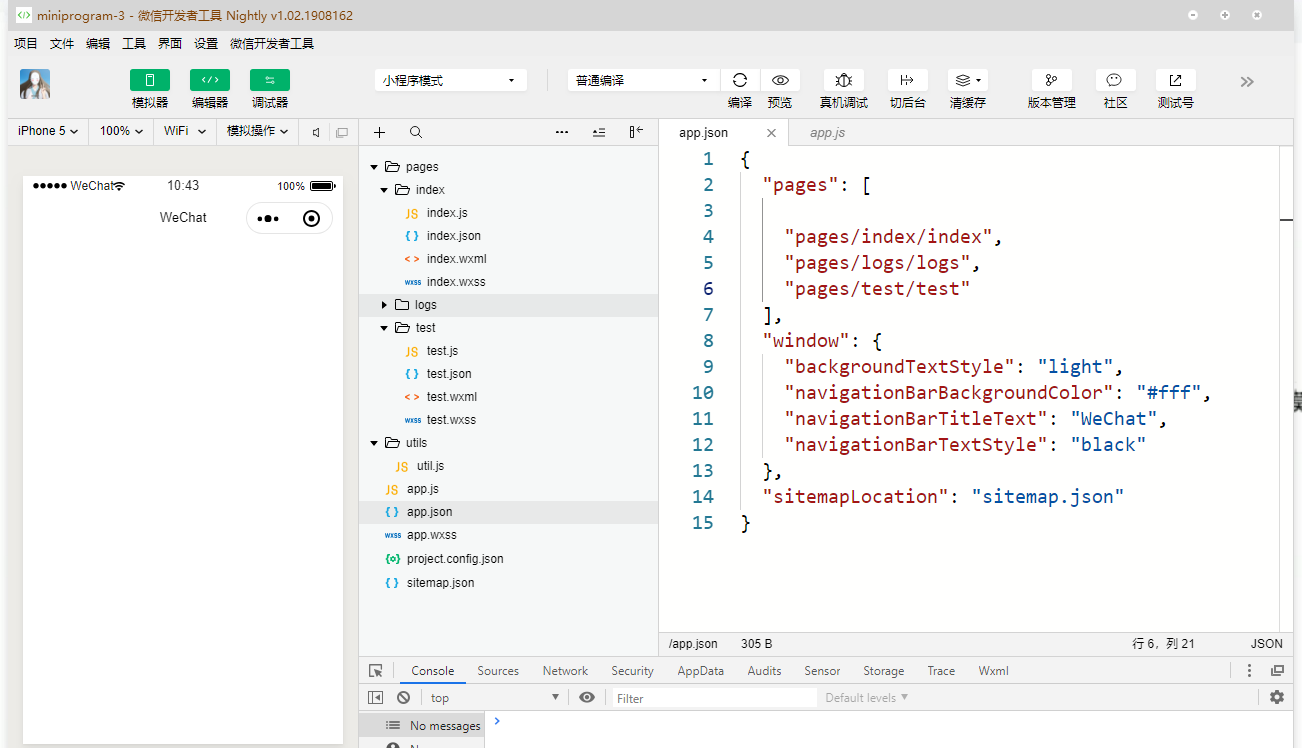 miniprogram-3 - 微信开发者工具 Nightly v1.02.1908162
项目 文件 编辑 工具 界面 设置 微信开发者工具
小程序模式 普通编译
模拟器 编辑器 调试器 编译 预览 真机调试 切后台 清缓存 版本管理 社区 测试号
iPhone 5 100% WiFi 模拟操作
WeChat 10:43 100%
WeChat
pages
index
JS index.js
{ } index.json
< > index.wxml
wxss index.wxss
logs
test
JS test.js
{ } test.json
< > test.wxml
wxss test.wxss
utils
JS util.js
JS app.js
{ } app.json
wxss app.wxss
{o} project.config.json
{ } sitemap.json
app.json app.js
1 {
2 "pages": [
3
4 "pages/index/index",
5 "pages/logs/logs",
6 "pages/test/test"
7 ],
8 "window": {
9 "backgroundTextStyle": "light",
10 "navigationBarBackgroundColor": "#fff",
11 "navigationBarTitleText": "WeChat",
12 "navigationBarTextStyle": "black"
13 },
14 "sitemapLocation": "sitemap.json"
15 }
/app.json 305 B 行 6，列 21 JSON
Console Sources Network Security AppData Audits Sensor Storage Trace Wxml
top Filter Default levels
No messages